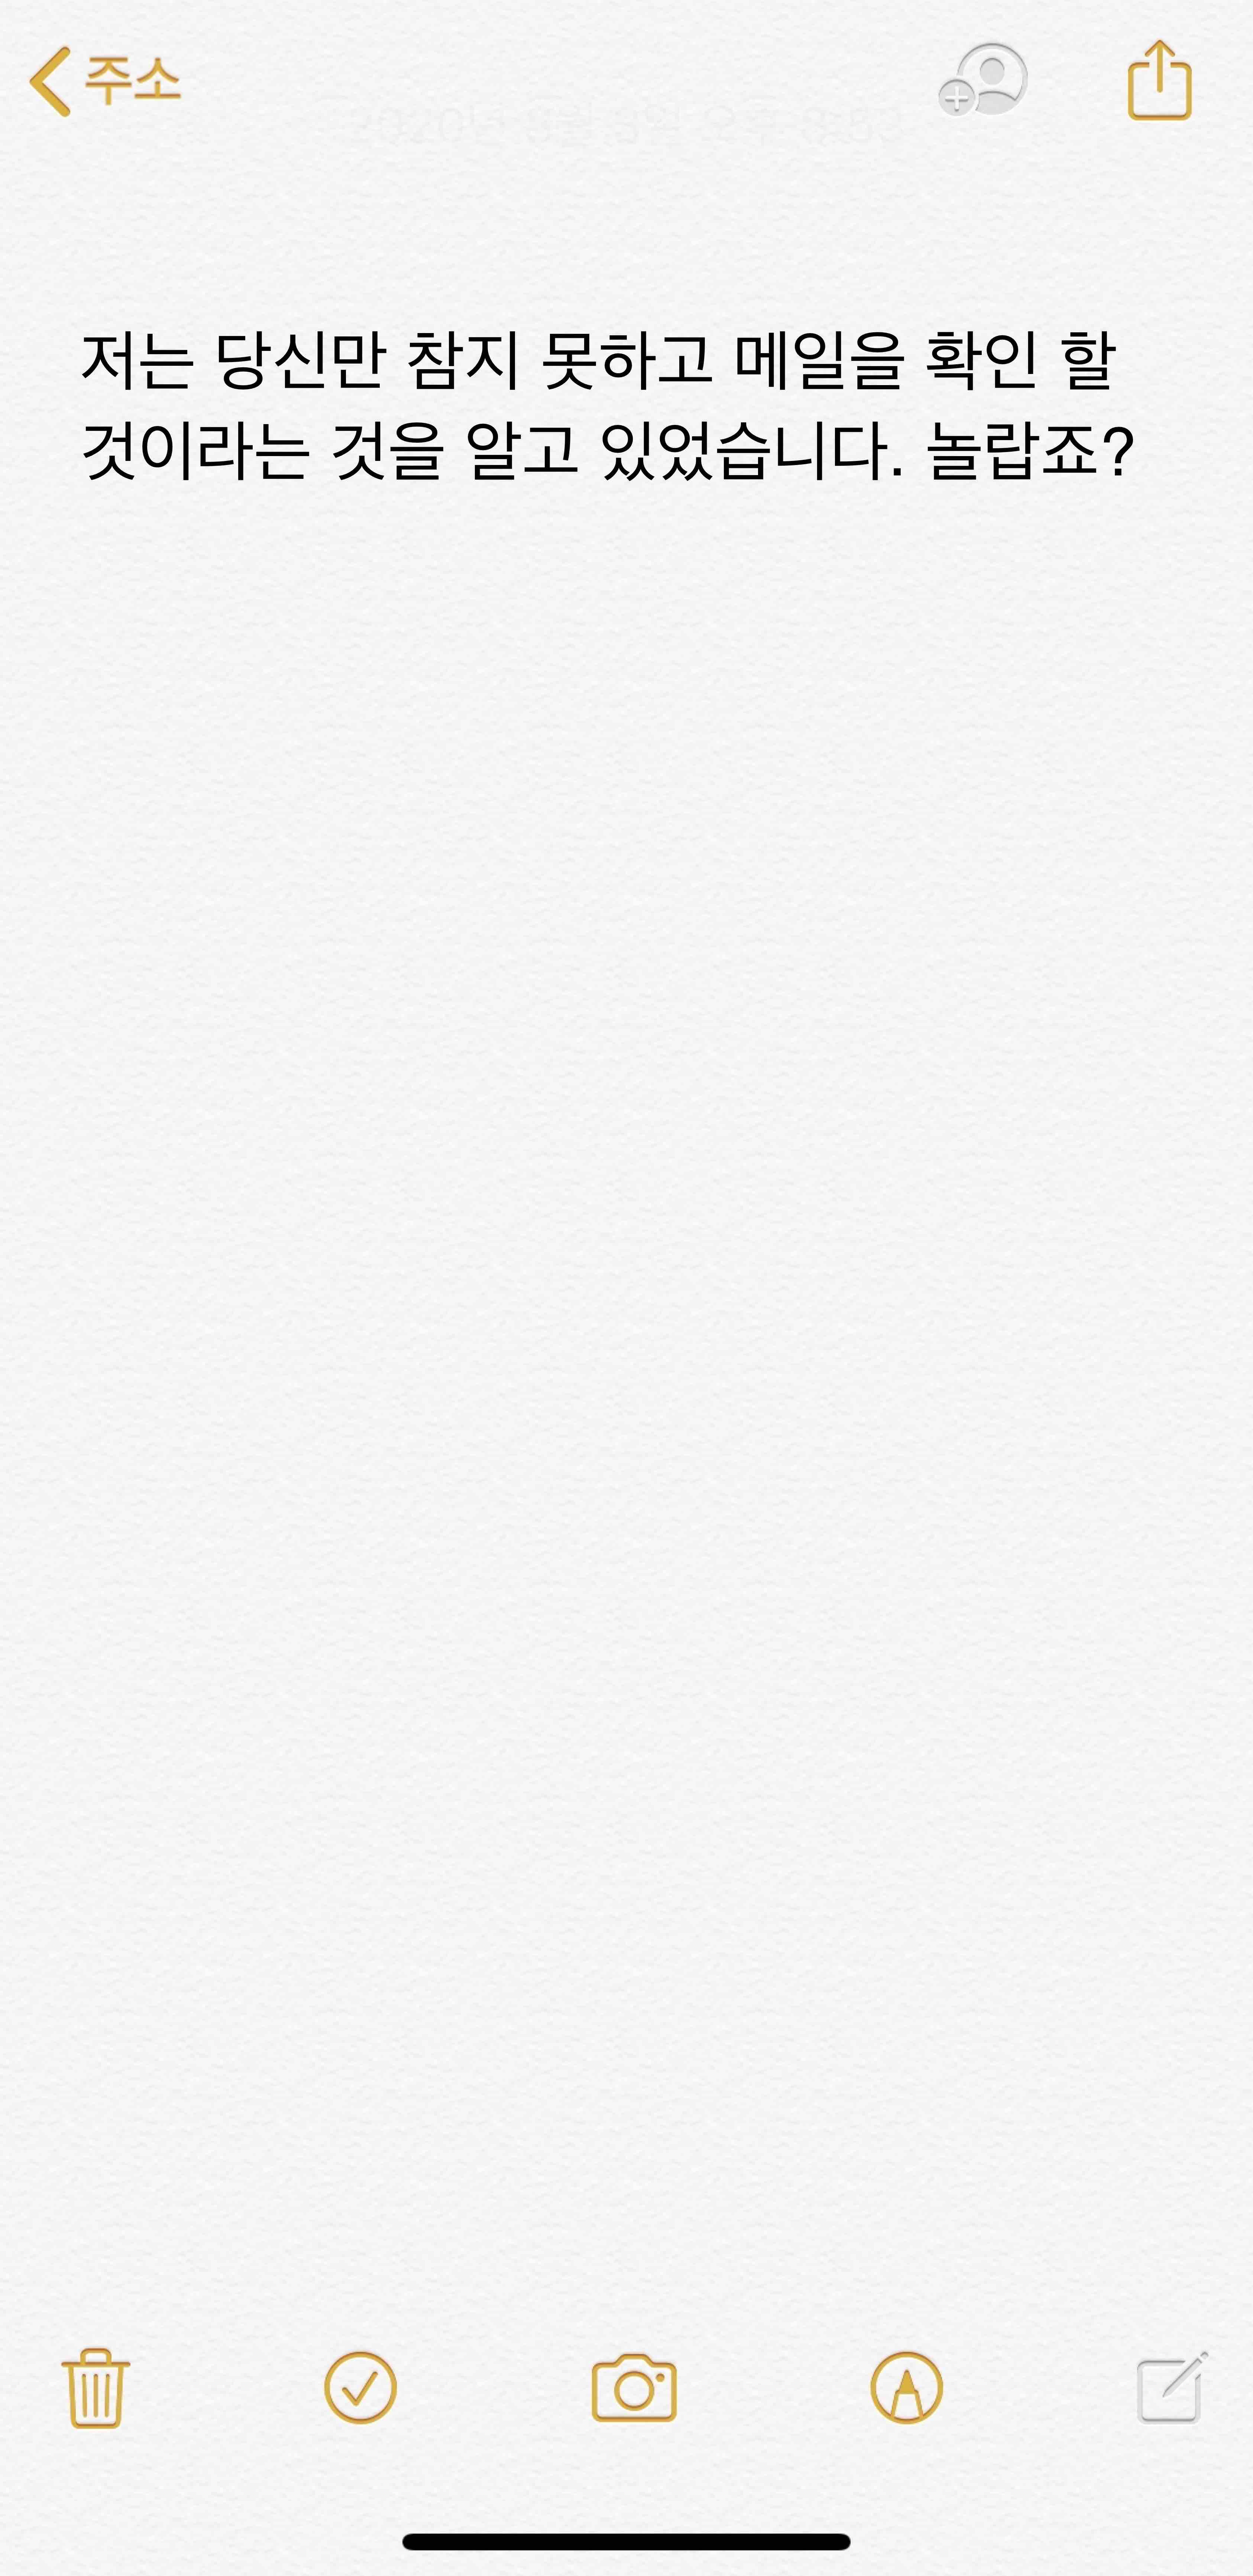 주소
저는 당신만 참지 못하고 메일을 확인 할
것이라는 것을 알고 있었습니다. 놀랍죠?